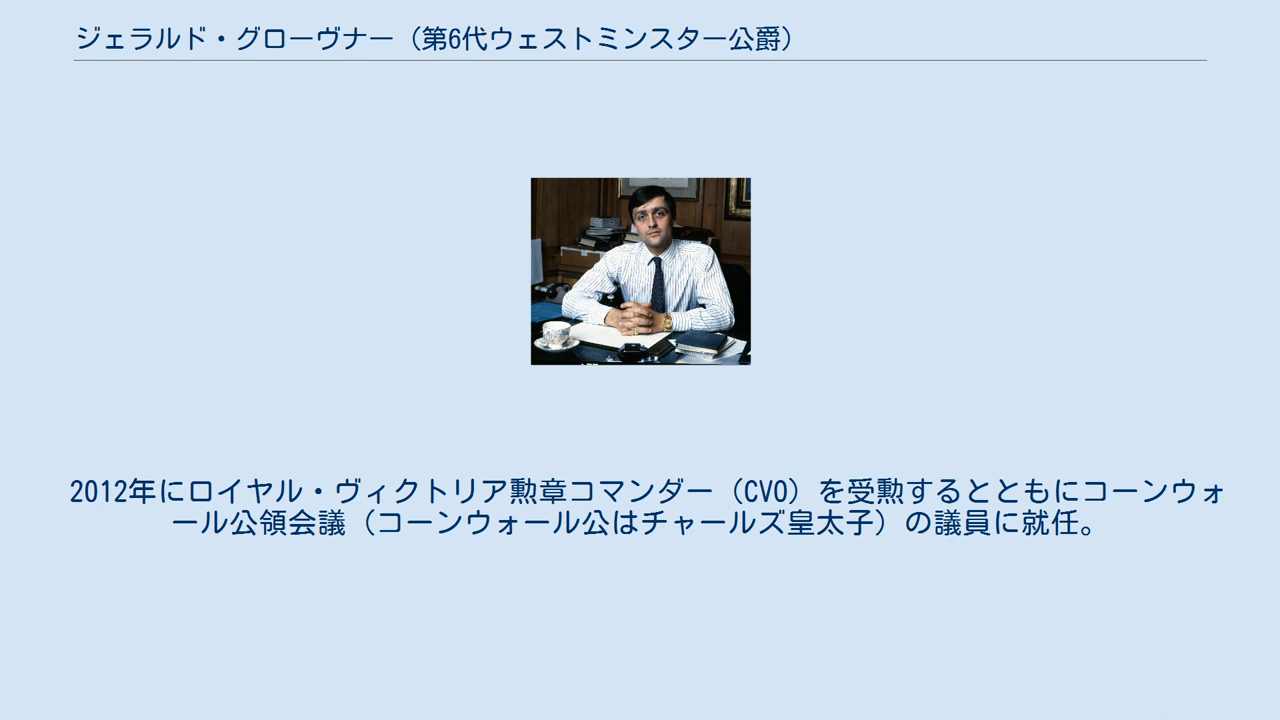 ジェラルド・グローヴナー（第6代ウェストミンスター公爵）
2012年にロイヤル・ヴィクトリア勲章コマンダー（CVO）を受勲するとともにコーンウォ
ール公領会議（コーンウォール公はチャールズ皇太子）の議員に就任。